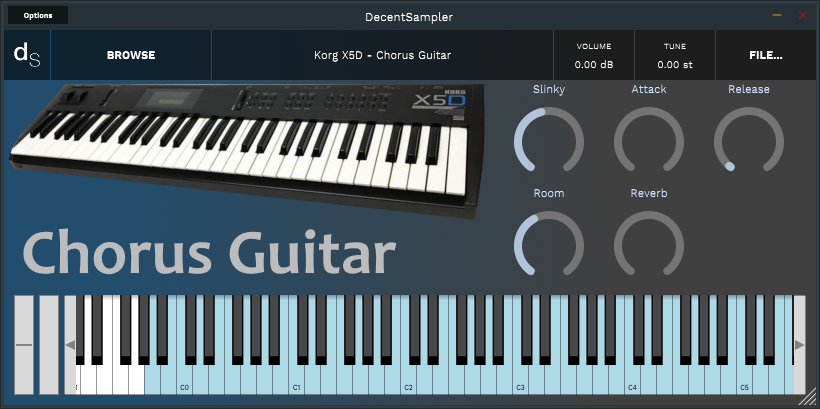 Options
DecentSampler
dS
BROWSE
Korg X5D - Chorus Guitar
VOLUME
0.00 dB
TUNE
0.00 st
FILE...
KORG
X5D
Slinky
Attack
Release
Room
Reverb
Chorus Guitar
C0
C1
C2
C3
C4
C5